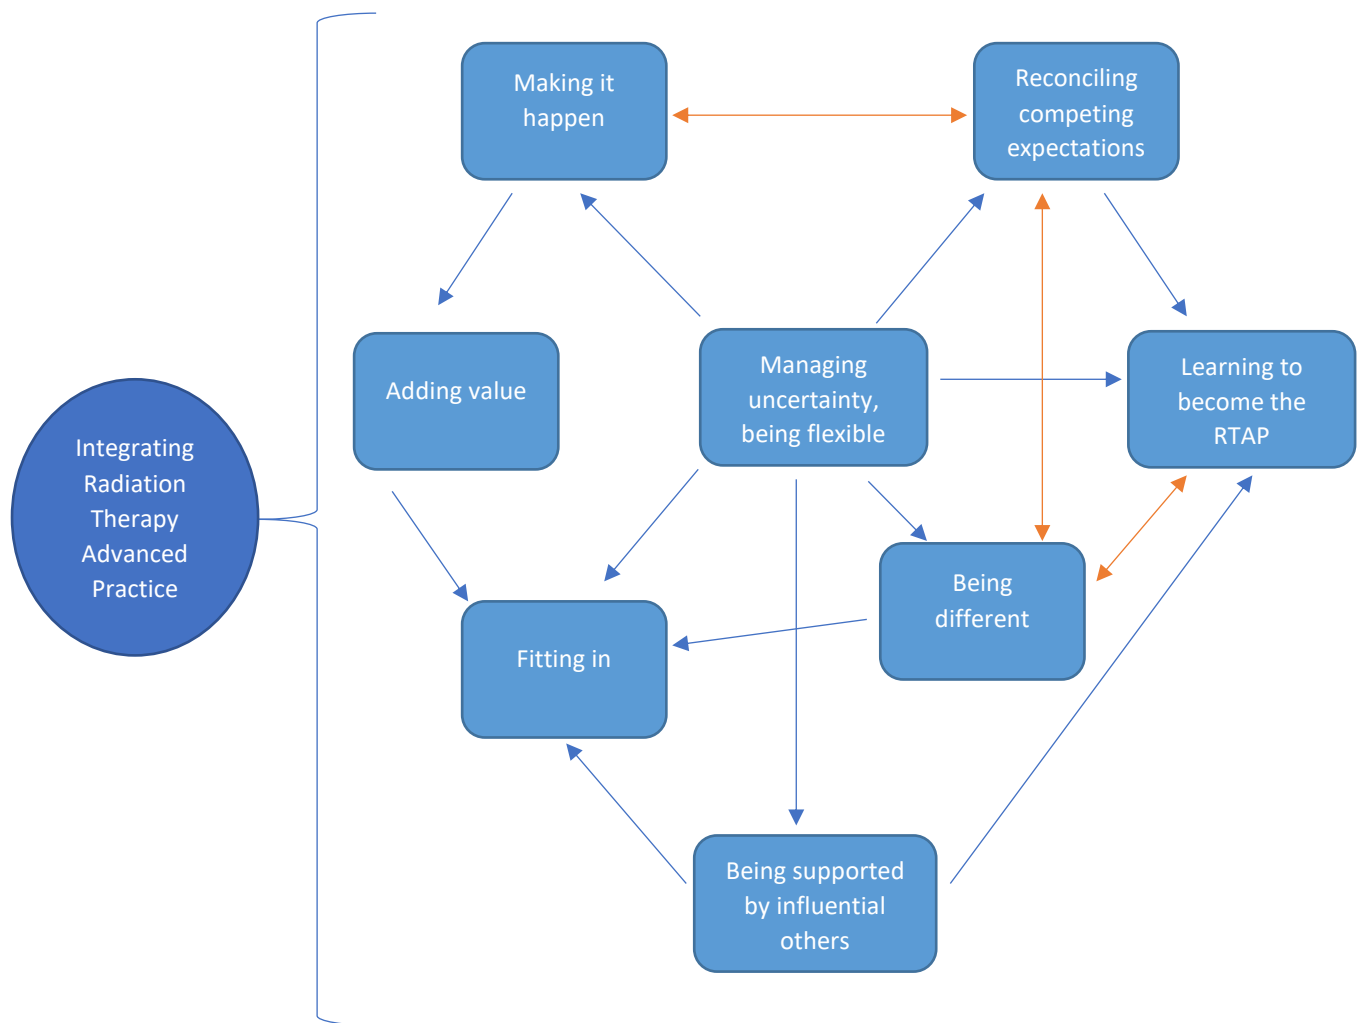 Making it
happen
Reconciling
competing
expectations
Adding value
Managing
uncertainty,
being flexible
Learning to
become the
RTAP
Integrating
Radiation
Therapy
Advanced
Practice
Being
different
Fitting in
Being supported
by influential
others